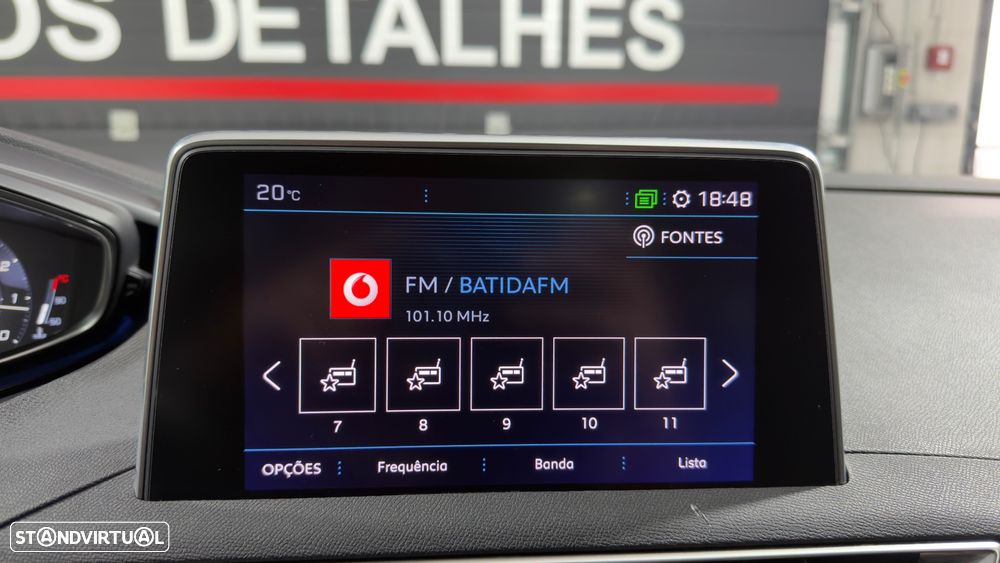 OS DETALHES
20°C
18:48
FONTES
FM / BATIDAFM
101.10 MHz
7 8 9 10 11
OPÇÕES Frequência Banda Lista
STANDVIRTUAL